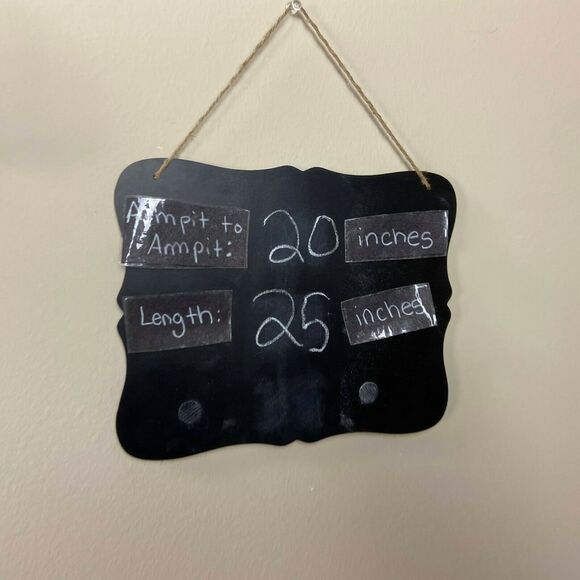 Armpit to 20 inches
Armpit:
Length: 25 inches